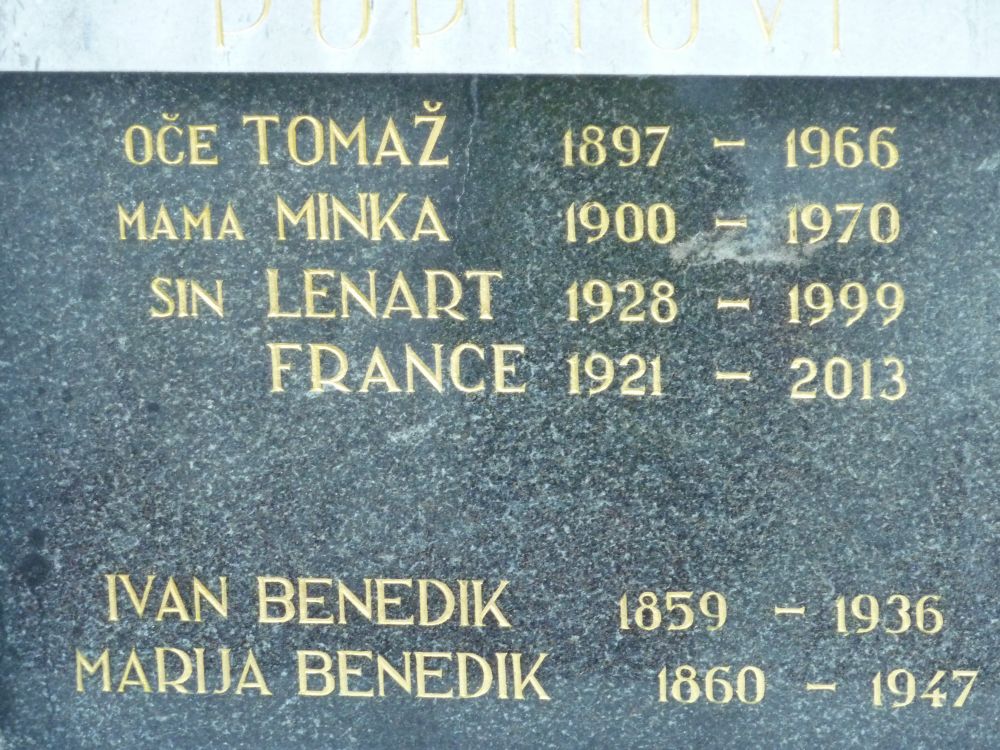 POPITOVI
OČE TOMAŽ 1897 – 1966
MAMA MINKA 1900 – 1970
SIN LENART 1928 – 1999
FRANCE 1921 – 2013
IVAN BENEDIK 1859 – 1936
MARIJA BENEDIK 1860 – 1947